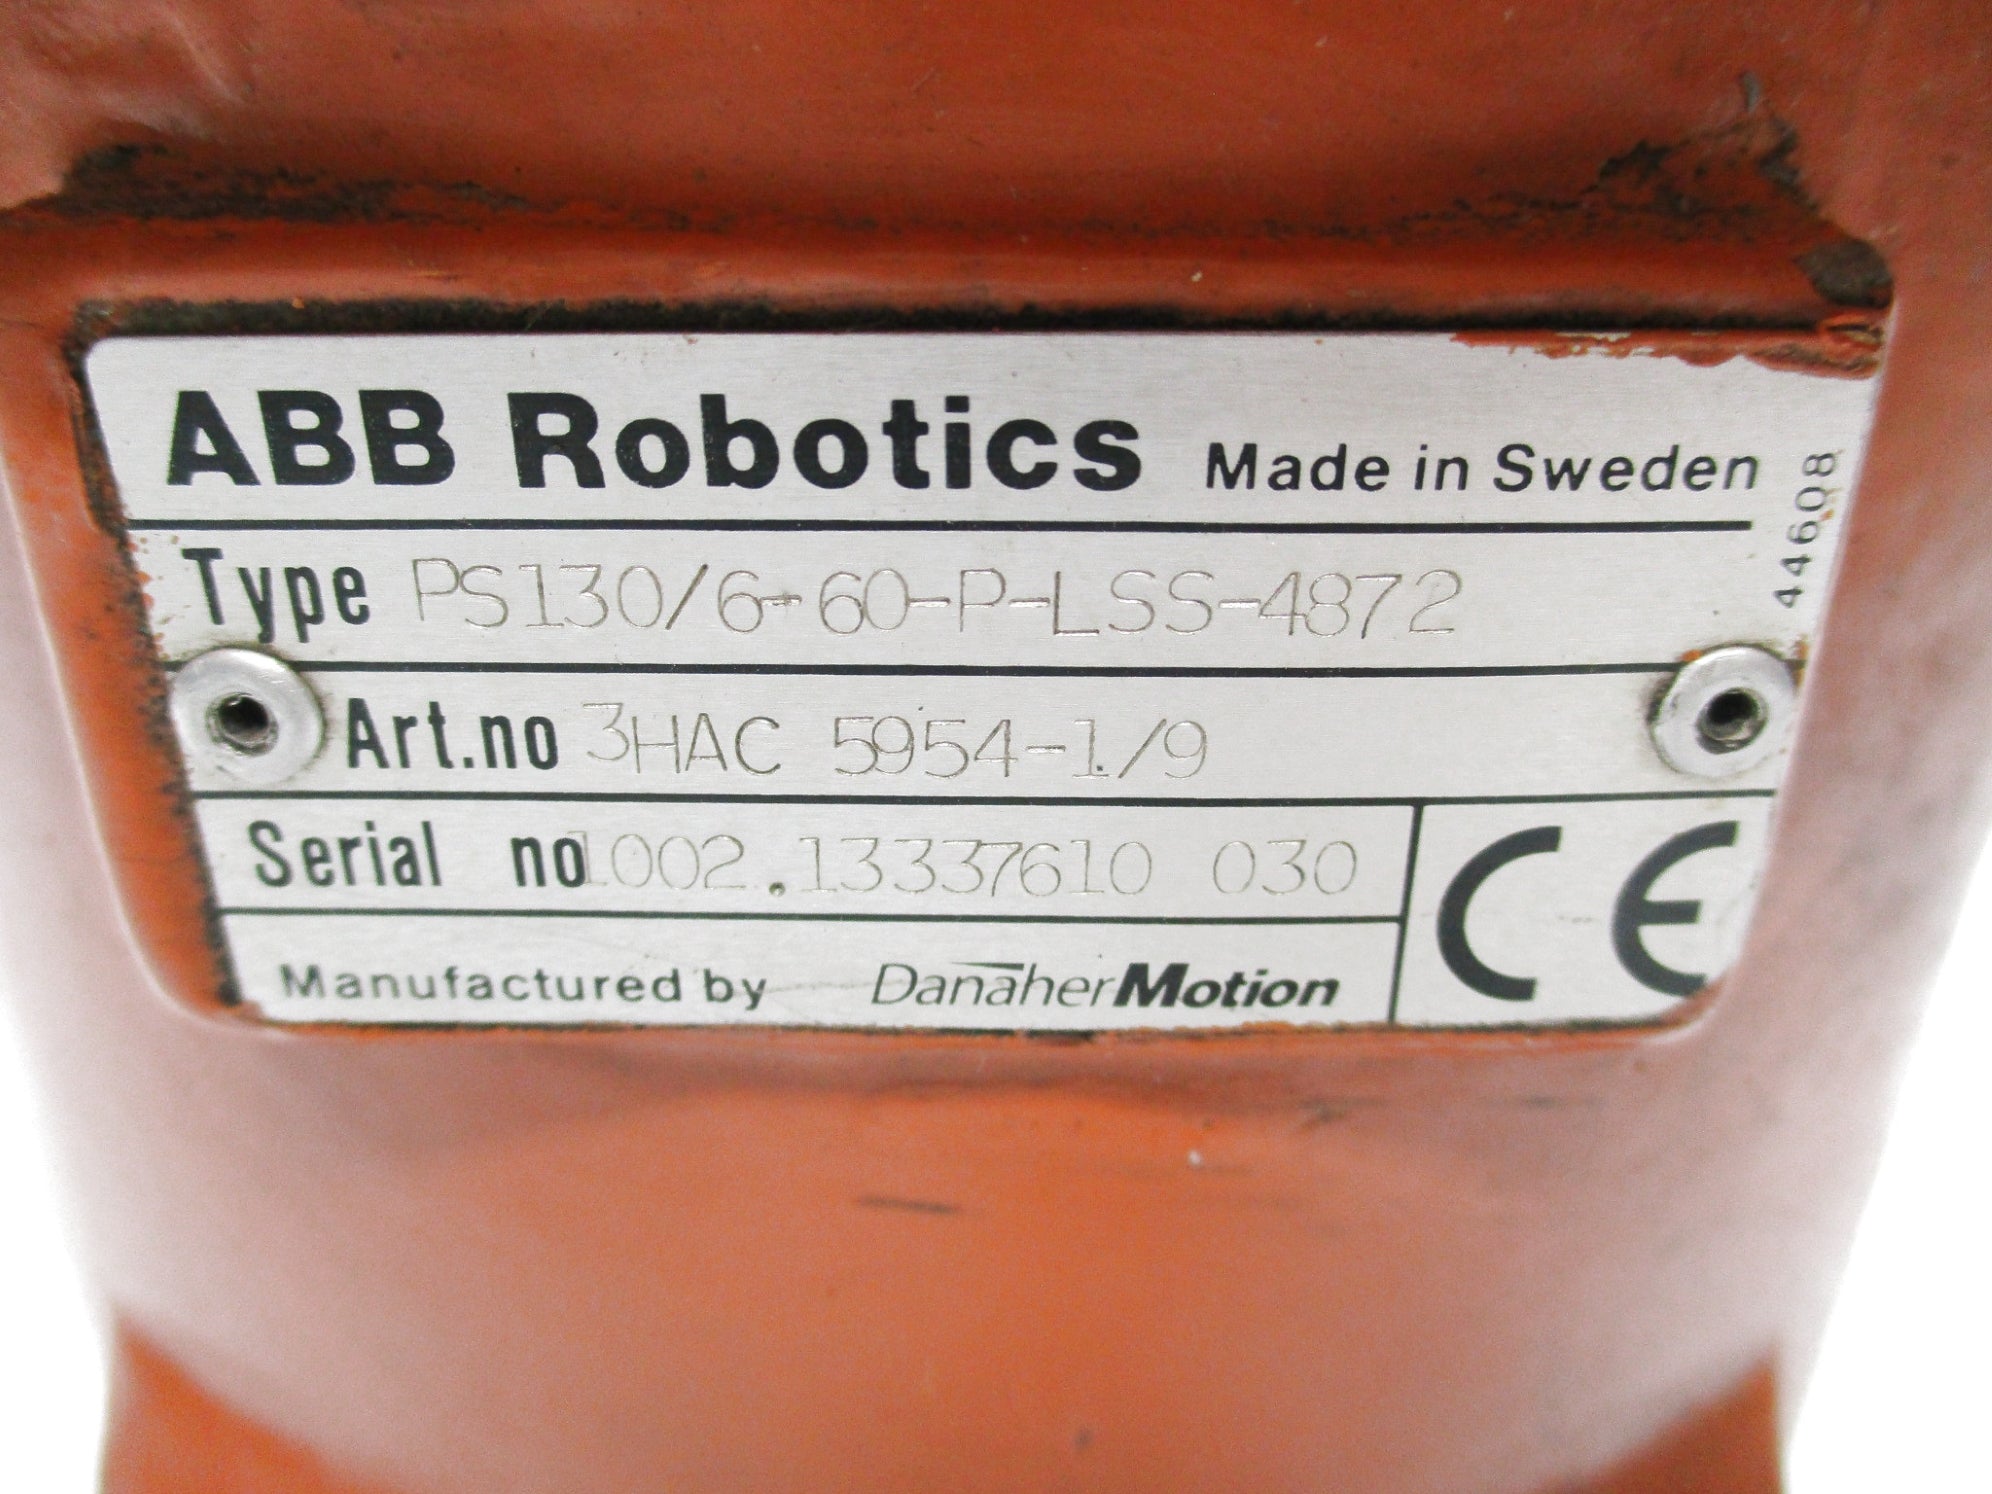 ABB Robotics Made in Sweden
44608
Type PS130/6-60-P-LSS-4872
Art.no 3HAC 5954-1/9
Serial no 1002.13337610 030
Manufactured by DanaherMotion
CE